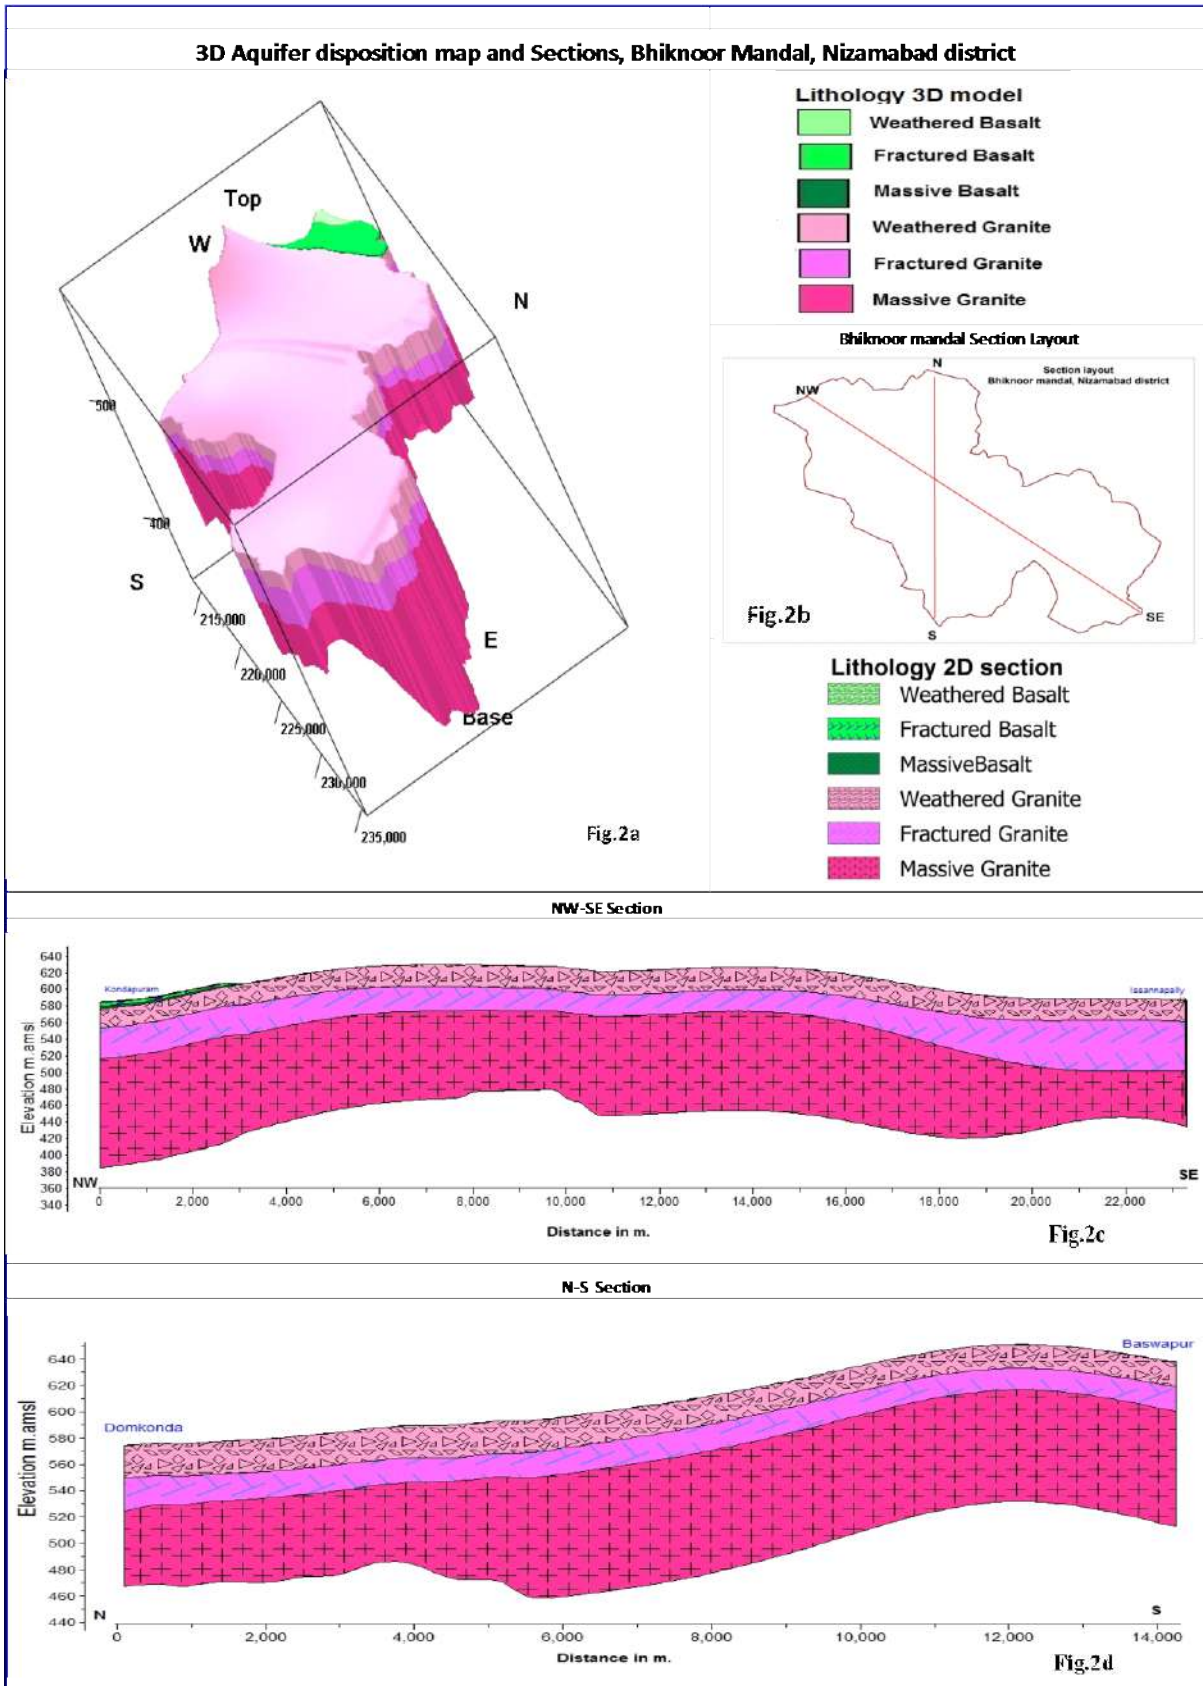 3D Aquifer disposition map and Sections, Bhiknoor Mandal, Nizamabad district
Top
W
N
S
E
Base
500
400
215,000
220,000
225,000
230,000
235,000
Fig.2a
Lithology 3D model
Weathered Basalt
Fractured Basalt
Massive Basalt
Weathered Granite
Fractured Granite
Massive Granite
Bhiknoor mandal Section Layout
Section layout
Bhiknoor mandal, Nizamabad district
N
NW
S
SE
Fig.2b
Lithology 2D section
Weathered Basalt
Fractured Basalt
MassiveBasalt
Weathered Granite
Fractured Granite
Massive Granite
NW-SE Section
Elevation m.amsl
640
620
600
580
560
540
520
500
480
460
440
420
400
380
360
340
Kondapuram
Issannapally
NW
SE
0 2,000 4,000 6,000 8,000 10,000 12,000 14,000 16,000 18,000 20,000 22,000
Distance in m.
Fig.2c
N-S Section
Elevation m.amsl
640
620
600
580
560
540
520
500
480
460
440
Domkonda
Baswapur
N
S
0 2,000 4,000 6,000 8,000 10,000 12,000 14,000
Distance in m.
Fig.2d